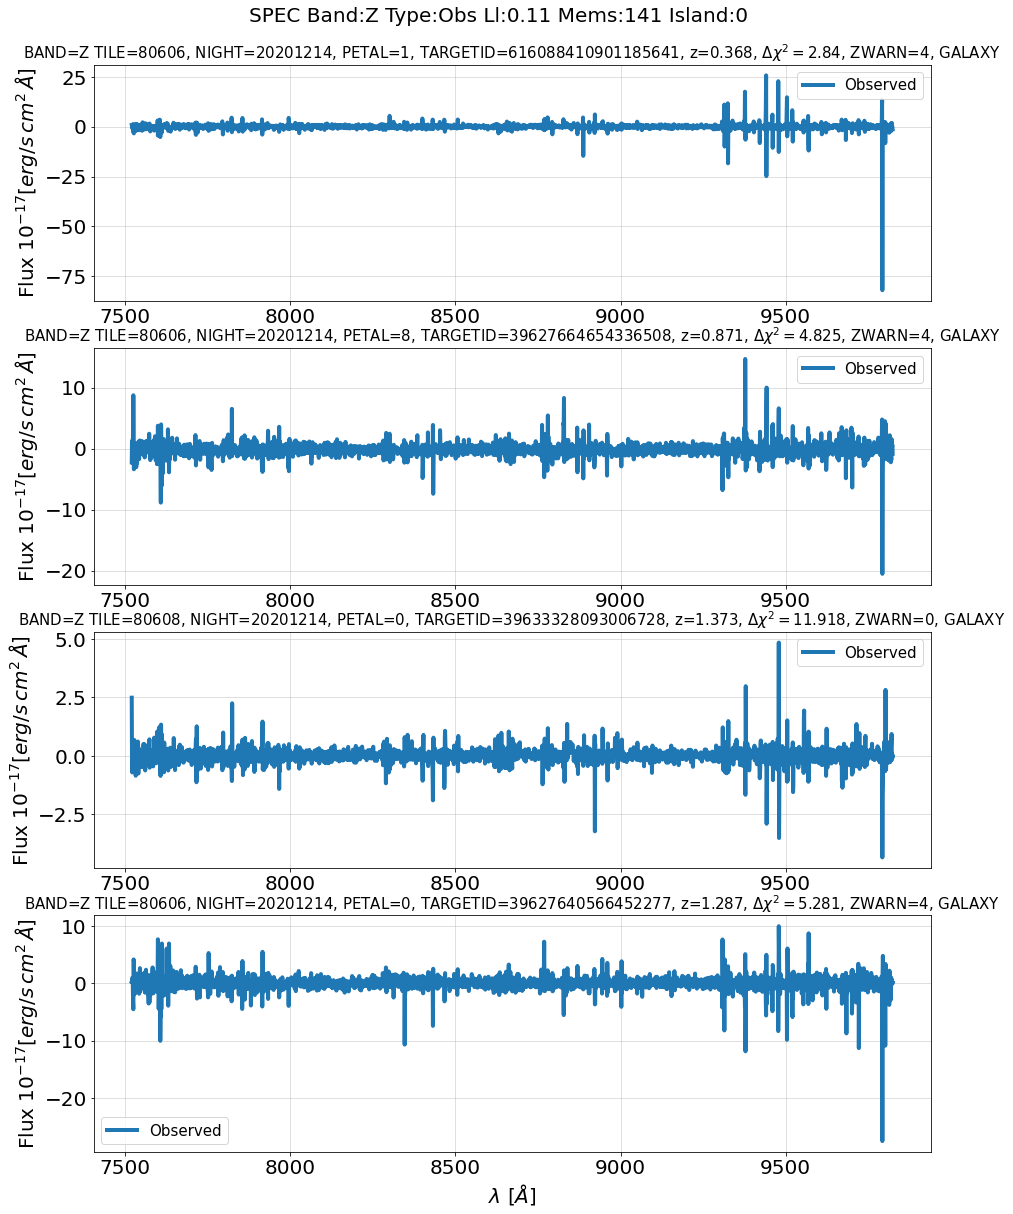 SPEC Band:Z Type:Obs Ll:0.11 Mems:141 Island:0
BAND=Z TILE=80606, NIGHT=20201214, PETAL=1, TARGETID=616088410901185641, z=0.368, Δχ² = 2.84, ZWARN=4, GALAXY
Flux 10⁻¹⁷[erg/s cm² Å]
25
0
−25
−50
−75
Observed
7500 8000 8500 9000 9500
BAND=Z TILE=80606, NIGHT=20201214, PETAL=8, TARGETID=39627664654336508, z=0.871, Δχ² = 4.825, ZWARN=4, GALAXY
Flux 10⁻¹⁷[erg/s cm² Å]
10
0
−10
−20
Observed
7500 8000 8500 9000 9500
BAND=Z TILE=80608, NIGHT=20201214, PETAL=0, TARGETID=39633328093006728, z=1.373, Δχ² = 11.918, ZWARN=0, GALAXY
Flux 10⁻¹⁷[erg/s cm² Å]
5.0
2.5
0.0
−2.5
Observed
7500 8000 8500 9000 9500
BAND=Z TILE=80606, NIGHT=20201214, PETAL=0, TARGETID=39627640566452277, z=1.287, Δχ² = 5.281, ZWARN=4, GALAXY
Flux 10⁻¹⁷[erg/s cm² Å]
10
0
−10
−20
Observed
7500 8000 8500 9000 9500
λ [Å]